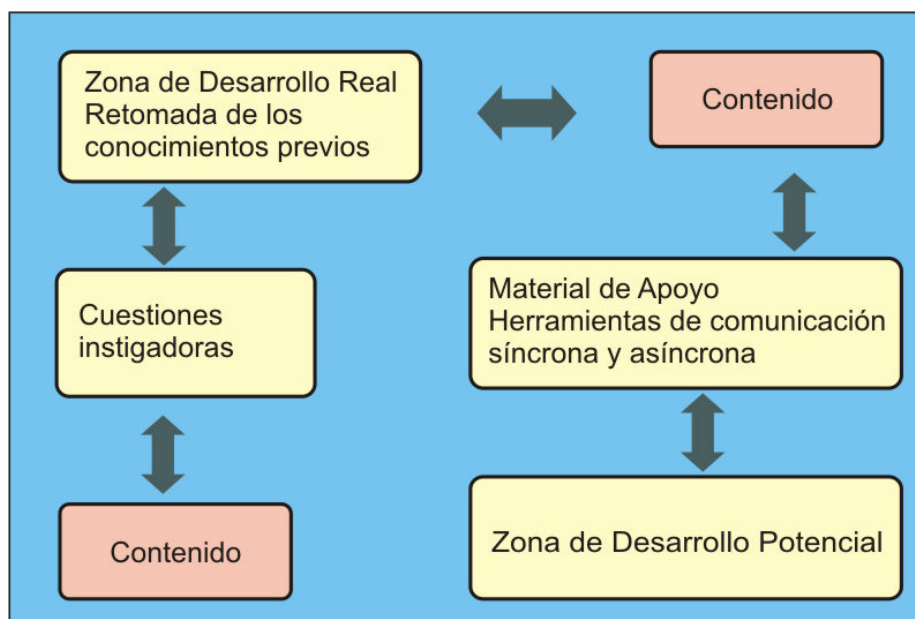 Zona de Desarrollo Real
Retomada de los
conocimientos previos
Contenido
Cuestiones
instigadoras
Material de Apoyo
Herramientas de comunicación
síncrona y asíncrona
Contenido
Zona de Desarrollo Potencial